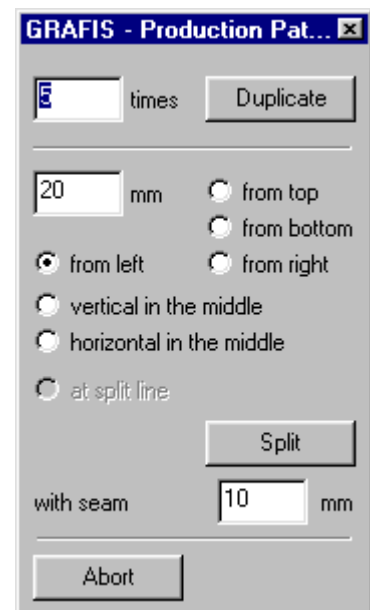 GRAFIS - Production Pat...
5 times Duplicate
20 mm from top
from bottom
from left from right
vertical in the middle
horizontal in the middle
at split line
Split
with seam 10 mm
Abort